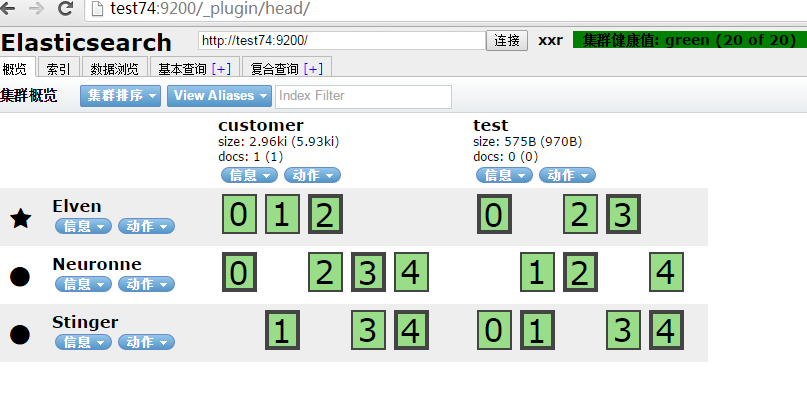 test74:9200/_plugin/head/
Elasticsearch http://test74:9200/ 连接 xxr 集群健康值: green (20 of 20)
概览 索引 数据浏览 基本查询 [+] 复合查询 [+]
集群概览 集群排序 View Aliases Index Filter
customer test
size: 2.96ki (5.93ki) size: 575B (970B)
docs: 1 (1) docs: 0 (0)
信息 动作 信息 动作
Elven 0 1 2 0 2 3
信息 动作
Neuronne 0 2 3 4 1 2 4
信息 动作
Stinger 1 3 4 0 1 3 4
信息 动作